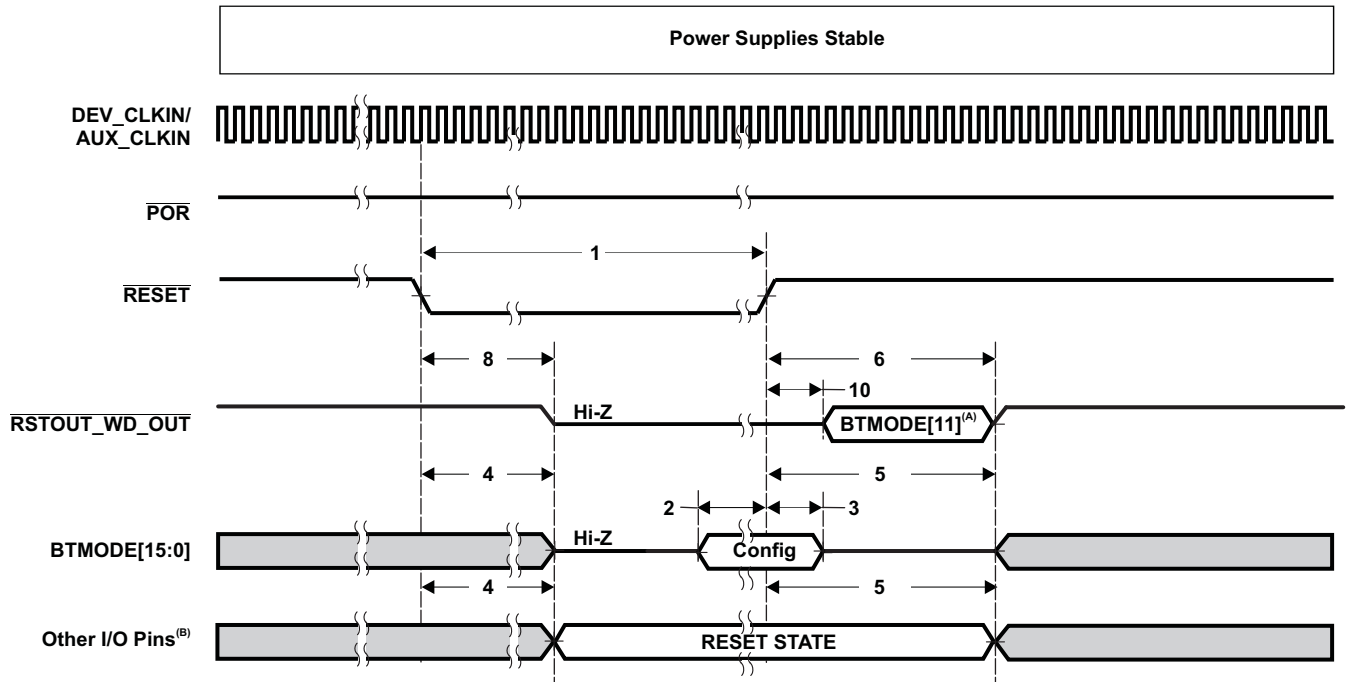 Power Supplies Stable
DEV_CLKIN/
AUX_CLKIN
POR
1
RESET
8
6
10
RSTOUT_WD_OUT
Hi-Z
BTMODE[11](A)
4
5
2
3
BTMODE[15:0]
Hi-Z
Config
4
5
Other I/O Pins(B)
RESET STATE